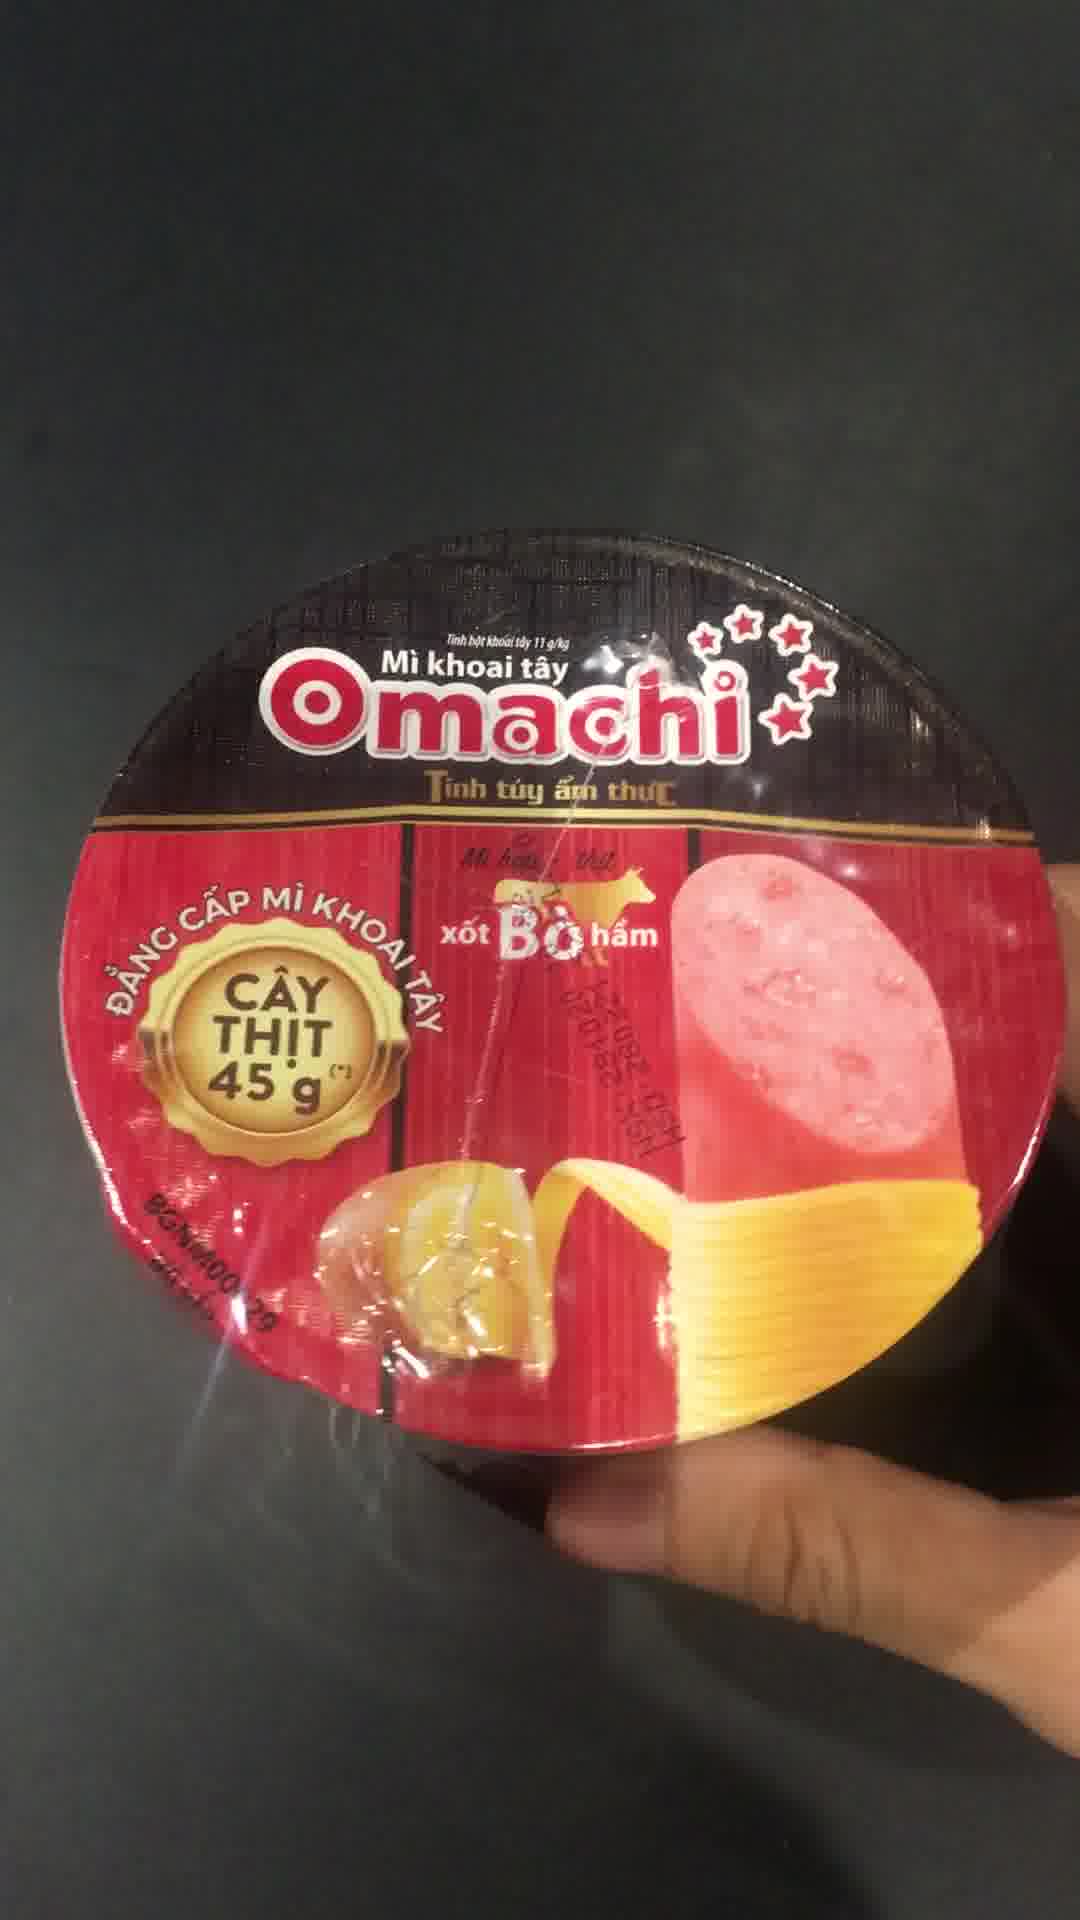 Tinh bột khoai tây 11 g/kg
Mì khoai tây
Omachi
Tinh túy ẩm thực
xốt Bò hầm
ĐẲNG CẤP MÌ KHOAI TÂY
CÂY
THỊT
45 g (*)